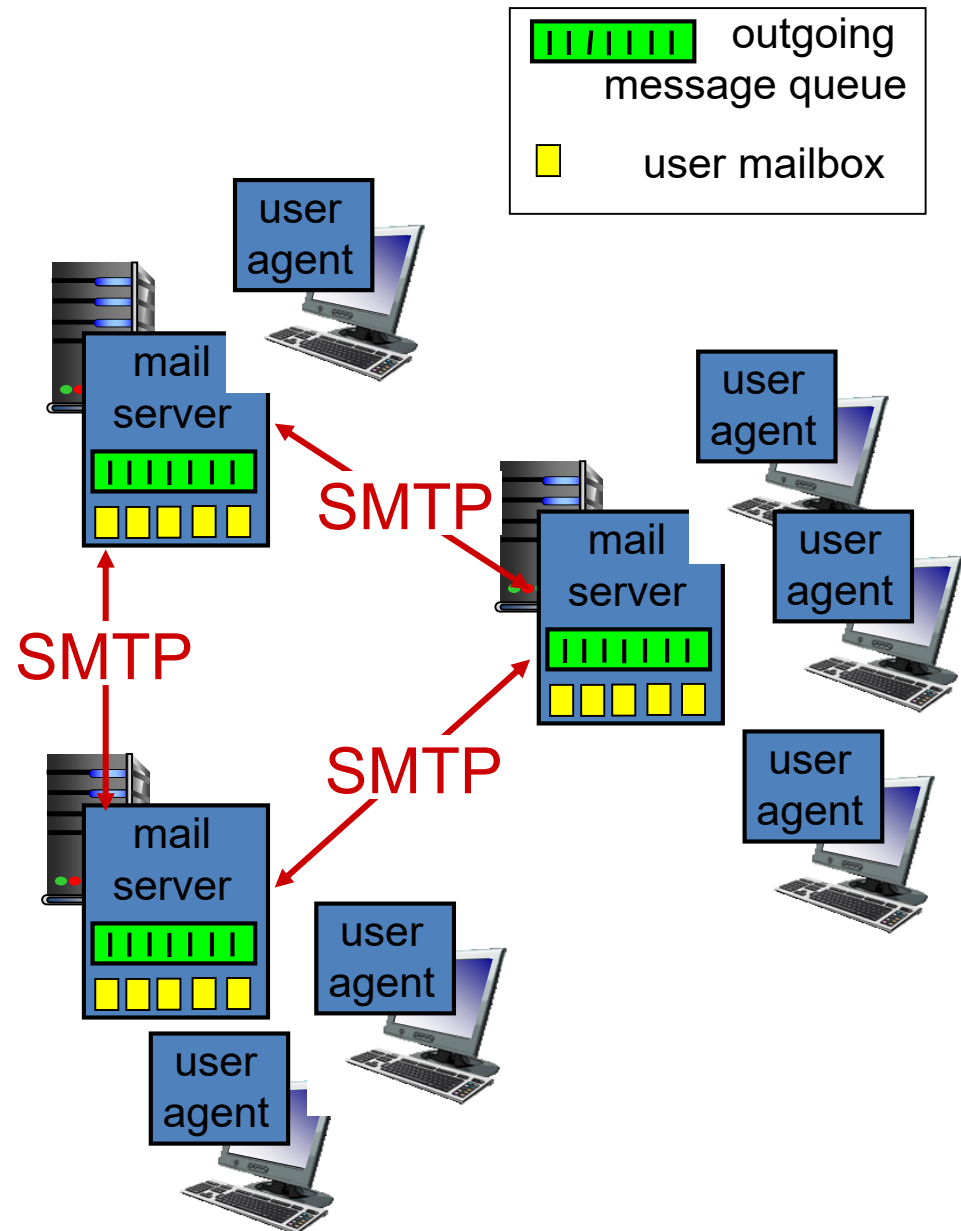 outgoing
message queue
user mailbox
user
agent
mail
server
SMTP
user
agent
mail
server
user
agent
SMTP
SMTP
user
agent
mail
server
user
agent
user
agent